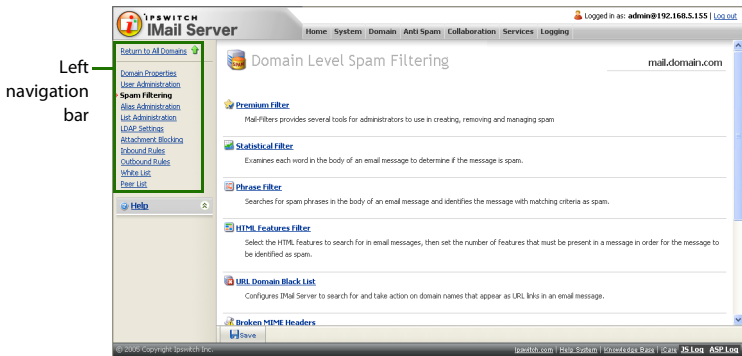 Left
navigation
bar
IPSWITCH
IMail Server
Logged in as: admin@192.168.5.155 | Log out
Home System Domain Anti Spam Collaboration Services Logging
Return to All Domains
Domain Properties
User Administration
Spam Filtering
Alias Administration
List Administration
LDAP Settings
Attachment Blocking
Inbound Rules
Outbound Rules
White List
Peer List
Help
Domain Level Spam Filtering
mail.domain.com
Premium Filter
Mail-Filters provides several tools for administrators to use in creating, removing and managing spam
Statistical Filter
Examines each word in the body of an email message to determine if the message is spam.
Phrase Filter
Searches for spam phrases in the body of an email message and identifies the message with matching criteria as spam.
HTML Features Filter
Select the HTML features to search for in email messages, then set the number of features that must be present in a message in order for the message to
be identified as spam.
URL Domain Black List
Configures IMail Server to search for and take action on domain names that appear as URL links in an email message.
Broken MIME Headers
Save
© 2005 Copyright Ipswitch Inc.
Ipswitch.com | Help System | Knowledge Base | iCare JS Log ASP Log